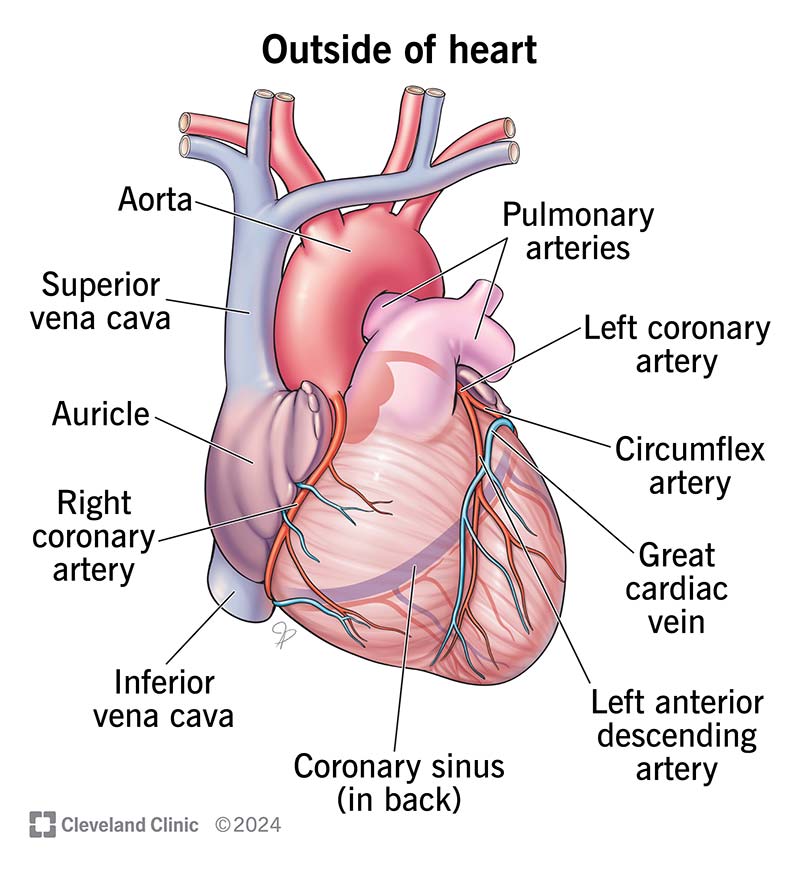 Outside of heart
Aorta
Pulmonary
arteries
Superior
vena cava
Left coronary
artery
Auricle
Circumflex
artery
Right
coronary
artery
Great
cardiac
vein
Inferior
vena cava
Left anterior
descending
artery
Coronary sinus
(in back)
Cleveland Clinic ©2024